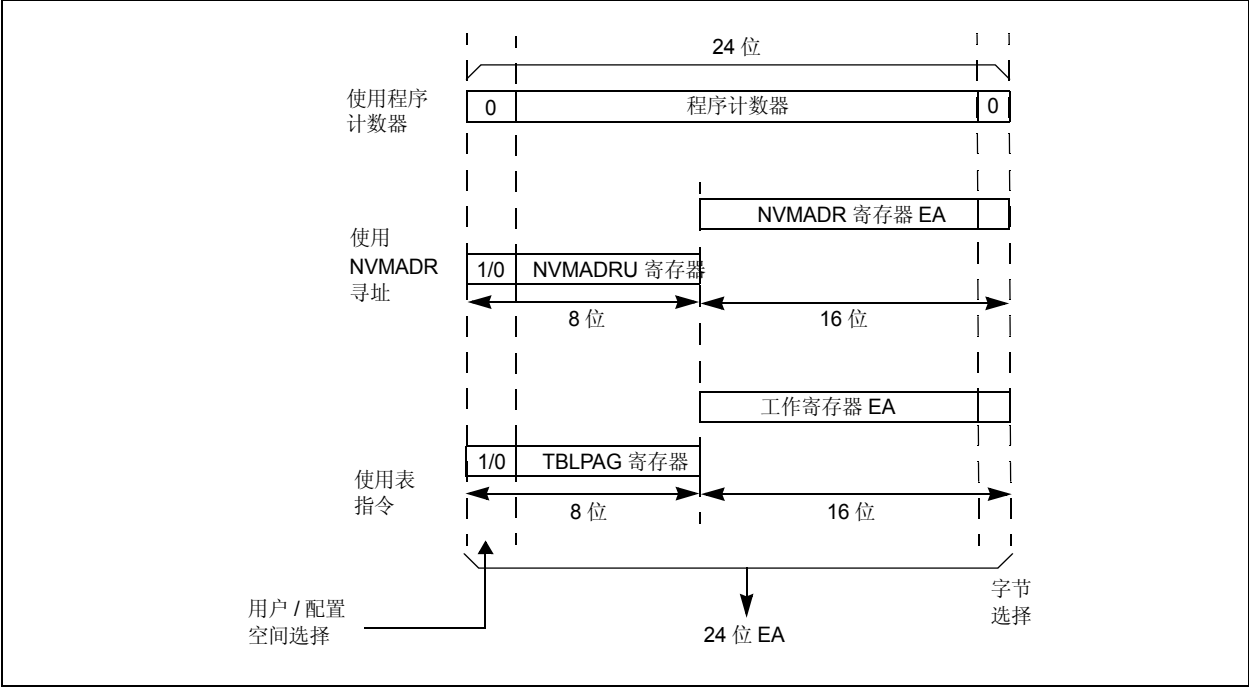 24 位
使用程序
计数器
0
程序计数器
0
NVMADR 寄存器 EA
使用
NVMADR
寻址
1/0
NVMADRU 寄存器
8 位
16 位
工作寄存器 EA
1/0
TBLPAG 寄存器
使用表
指令
8 位
16 位
用户 / 配置
空间选择
24 位 EA
字节
选择